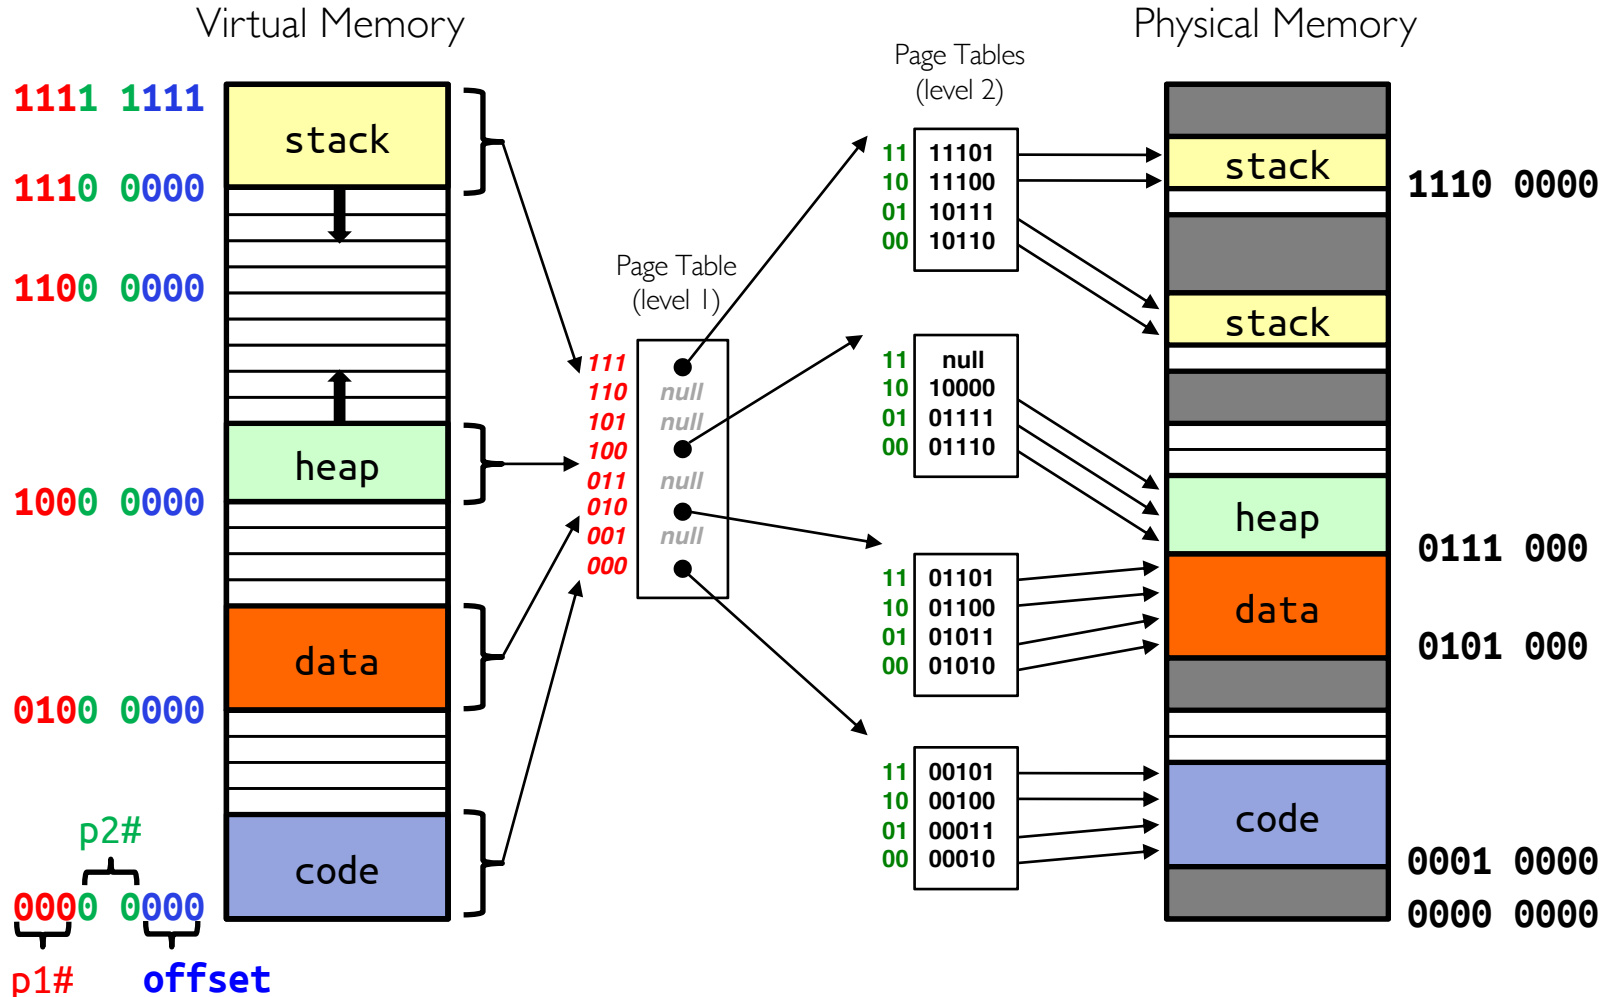 Virtual Memory
1111 1111
stack
1110 0000
1100 0000
heap
1000 0000
data
0100 0000
p2#
code
0000 0000
p1#
offset
Page Table
(level 1)
111
110 null
101 null
100
011 null
010
001 null
000
Page Tables
(level 2)
11 11101
10 11100
01 10111
00 10110
11 null
10 10000
01 01111
00 01110
11 01101
10 01100
01 01011
00 01010
11 00101
10 00100
01 00011
00 00010
Physical Memory
stack
1110 0000
stack
heap
0111 000
data
0101 000
code
0001 0000
0000 0000